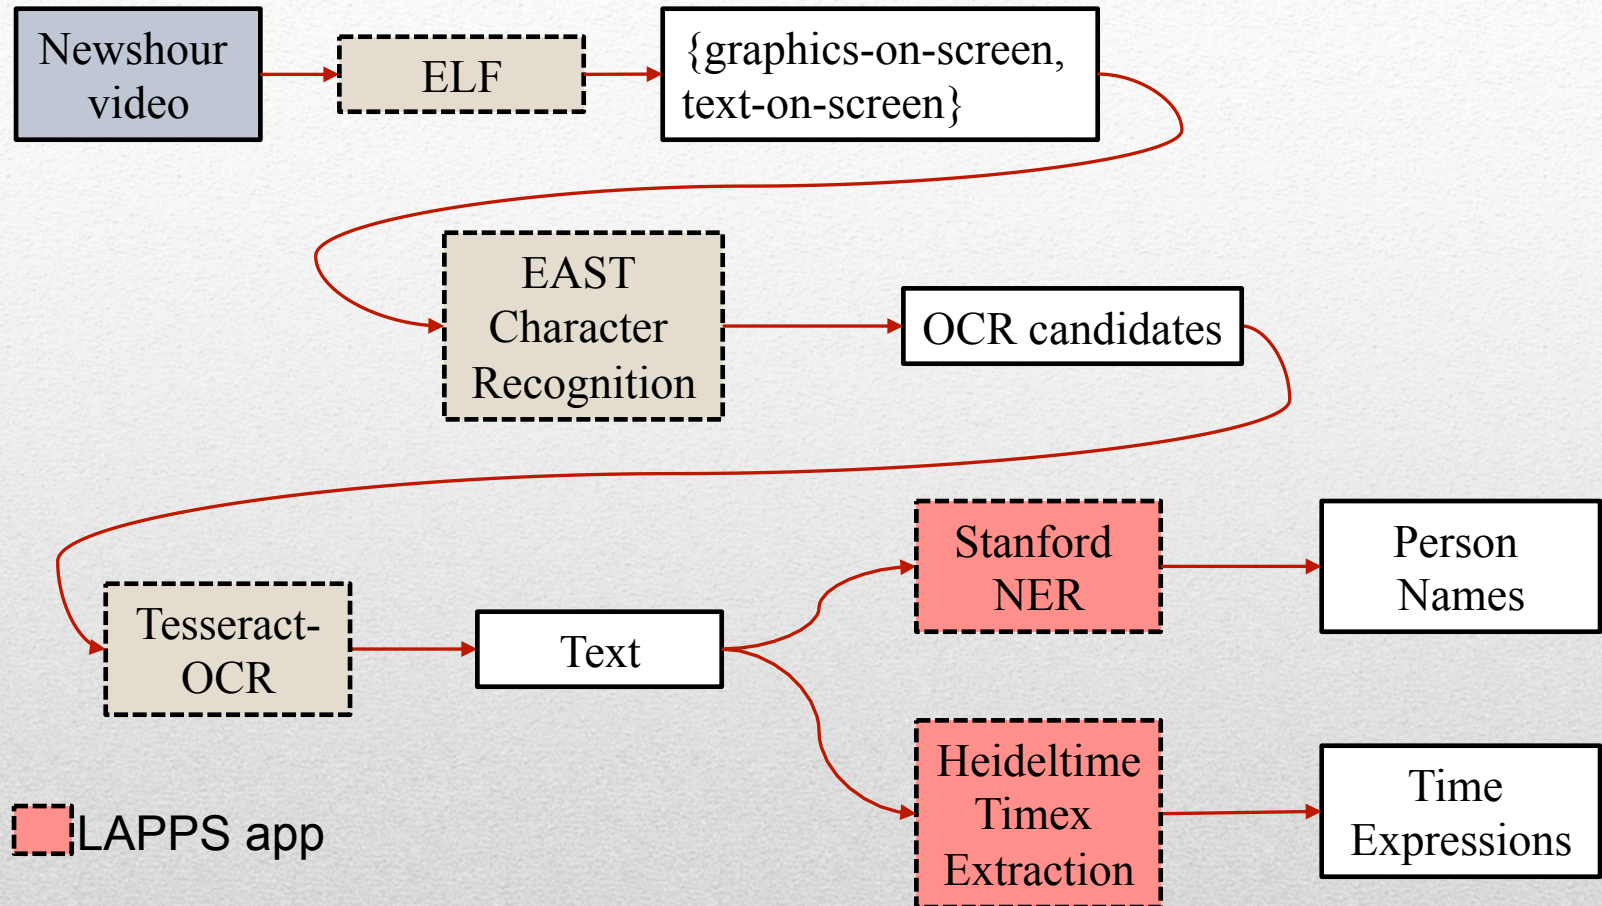 Newshour
video
ELF
{graphics-on-screen,
text-on-screen}
EAST
Character
Recognition
OCR candidates
Tesseract-
OCR
Text
Stanford
NER
Person
Names
Heideltime
Timex
Extraction
Time
Expressions
LAPPS app